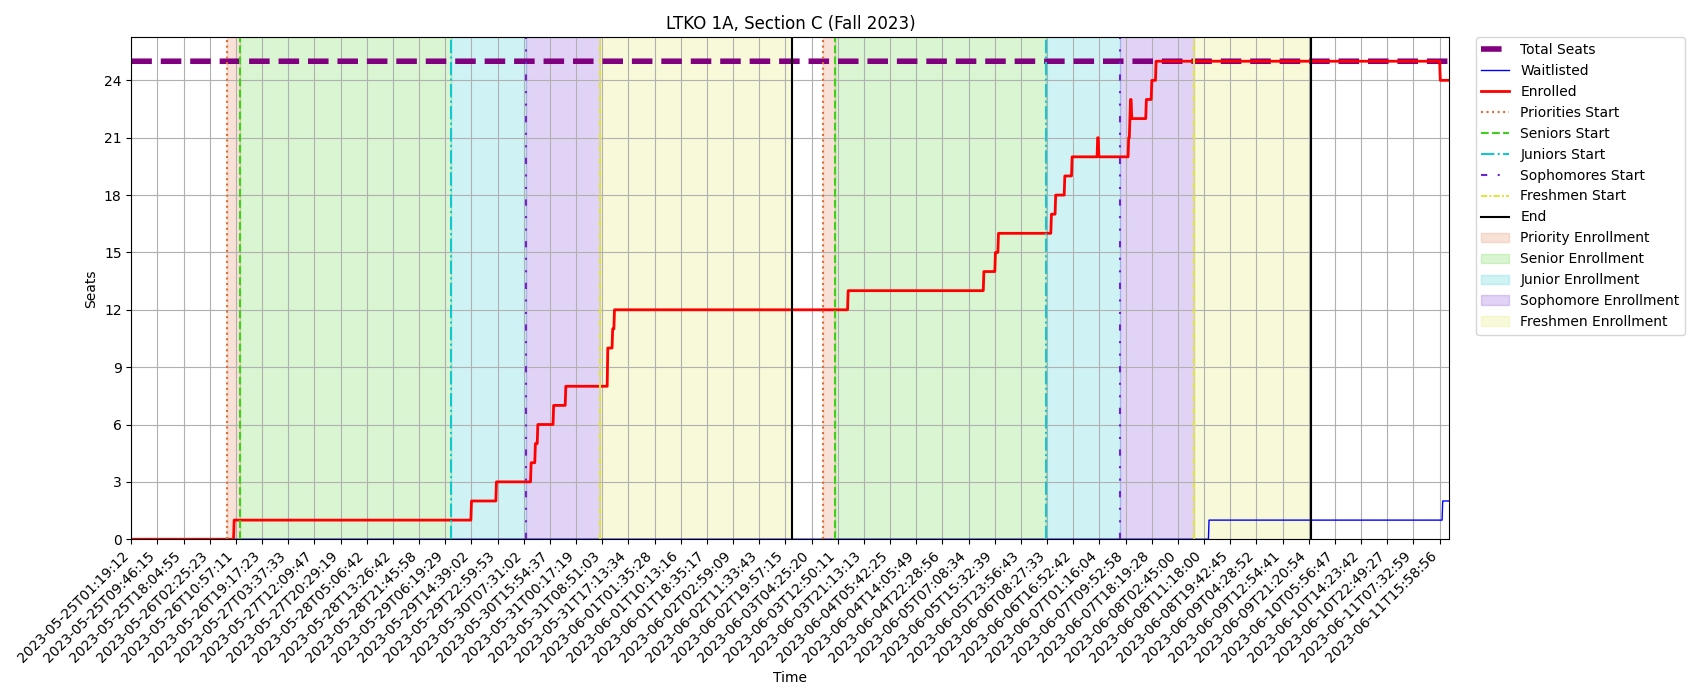 LTKO 1A, Section C (Fall 2023)
Total Seats
Waitlisted
Enrolled
Priorities Start
Seniors Start
Juniors Start
Sophomores Start
Freshmen Start
End
Priority Enrollment
Senior Enrollment
Junior Enrollment
Sophomore Enrollment
Freshmen Enrollment
Seats
24
21
18
15
12
9
6
3
0
2023-05-25T01:19:12
2023-05-25T09:46:15
2023-05-25T18:04:55
2023-05-26T02:25:23
2023-05-26T10:57:11
2023-05-26T19:17:23
2023-05-27T03:37:33
2023-05-27T12:09:47
2023-05-27T20:29:19
2023-05-28T05:06:42
2023-05-28T13:26:42
2023-05-28T21:45:58
2023-05-29T06:19:29
2023-05-29T14:39:02
2023-05-29T22:59:53
2023-05-30T07:31:02
2023-05-30T15:54:37
2023-05-31T00:17:19
2023-05-31T08:51:03
2023-05-31T17:13:34
2023-06-01T01:35:28
2023-06-01T10:13:16
2023-06-01T18:35:17
2023-06-02T02:59:09
2023-06-02T11:33:43
2023-06-02T19:57:15
2023-06-03T04:25:20
2023-06-03T12:50:11
2023-06-03T21:13:13
2023-06-04T05:42:25
2023-06-04T14:05:49
2023-06-04T22:28:56
2023-06-05T07:08:34
2023-06-05T15:32:39
2023-06-05T23:56:43
2023-06-06T08:27:33
2023-06-06T16:52:42
2023-06-07T01:16:04
2023-06-07T09:52:58
2023-06-07T18:19:28
2023-06-08T02:45:00
2023-06-08T11:18:00
2023-06-08T19:42:45
2023-06-09T04:28:52
2023-06-09T12:54:41
2023-06-09T21:20:54
2023-06-10T05:56:47
2023-06-10T14:23:42
2023-06-10T22:49:27
2023-06-11T07:32:59
2023-06-11T15:58:56
Time